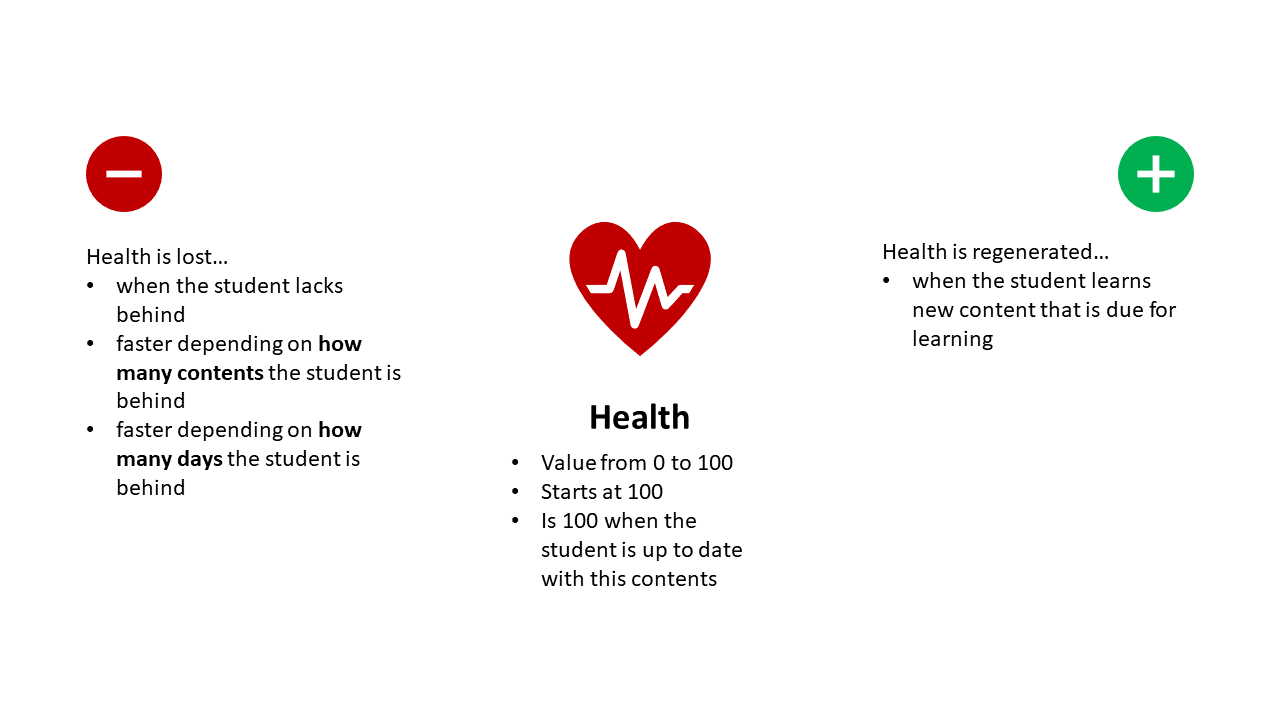 Health is lost...
• when the student lacks
behind
• faster depending on how
many contents the student is
behind
• faster depending on how
many days the student is
behind
Health
• Value from 0 to 100
• Starts at 100
• Is 100 when the
student is up to date
with this contents
Health is regenerated...
• when the student learns
new content that is due for
learning